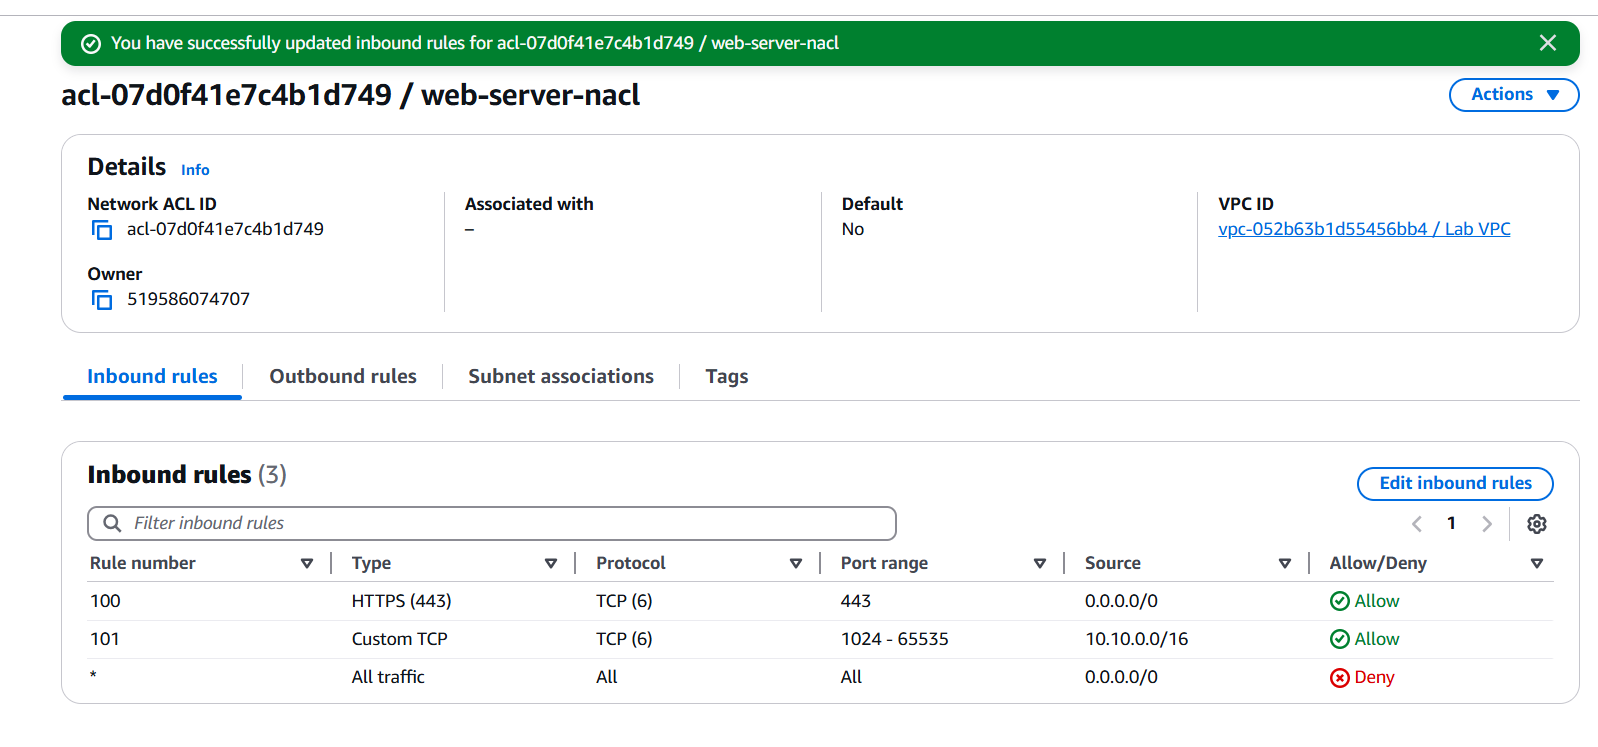 You have successfully updated inbound rules for acl-07d0f41e7c4b1d749 / web-server-nacl
acl-07d0f41e7c4b1d749 / web-server-nacl
Actions
Details Info
Network ACL ID
acl-07d0f41e7c4b1d749
Associated with
–
Default
No
VPC ID
vpc-052b63b1d55456bb4 / Lab VPC
Owner
519586074707
Inbound rules Outbound rules Subnet associations Tags
Inbound rules (3)
Edit inbound rules
Filter inbound rules
1
Rule number Type Protocol Port range Source Allow/Deny
100 HTTPS (443) TCP (6) 443 0.0.0.0/0 Allow
101 Custom TCP TCP (6) 1024 - 65535 10.10.0.0/16 Allow
* All traffic All All 0.0.0.0/0 Deny